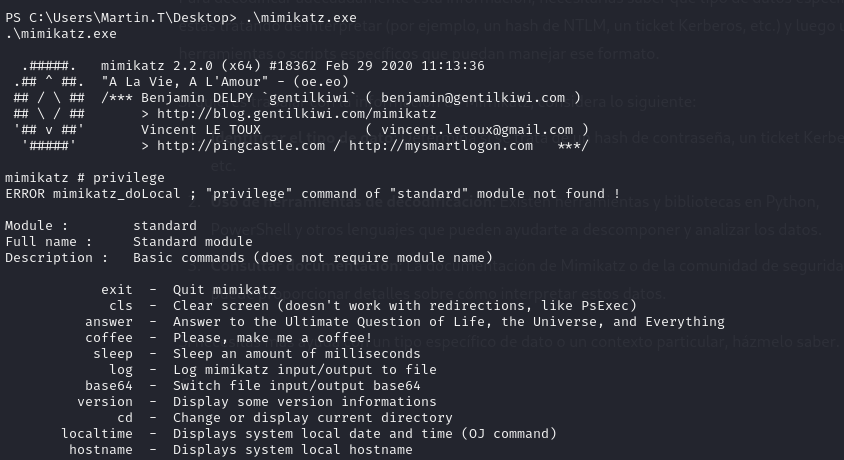 PS C:\Users\Martin.T\Desktop> .\mimikatz.exe
.\mimikatz.exe
  .#####.   mimikatz 2.2.0 (x64) #18362 Feb 29 2020 11:13:36
 .## ^ ##.  "A La Vie, A L'Amour" - (oe.eo)
 ## / \ ##  /*** Benjamin DELPY `gentilkiwi` ( benjamin@gentilkiwi.com )
 ## \ / ##       > http://blog.gentilkiwi.com/mimikatz
 '## v ##'       Vincent LE TOUX             ( vincent.letoux@gmail.com )
  '#####'        > http://pingcastle.com / http://mysmartlogon.com   ***/
mimikatz # privilege
ERROR mimikatz_doLocal ; "privilege" command of "standard" module not found !
Module :        standard
Full name :     Standard module
Description :   Basic commands (does not require module name)
            exit  -  Quit mimikatz
             cls  -  Clear screen (doesn't work with redirections, like PsExec)
          answer  -  Answer to the Ultimate Question of Life, the Universe, and Everything
          coffee  -  Please, make me a coffee!
           sleep  -  Sleep an amount of milliseconds
             log  -  Log mimikatz input/output to file
          base64  -  Switch file input/output base64
         version  -  Display some version informations
              cd  -  Change or display current directory
       localtime  -  Displays system local date and time (OJ command)
        hostname  -  Displays system local hostname